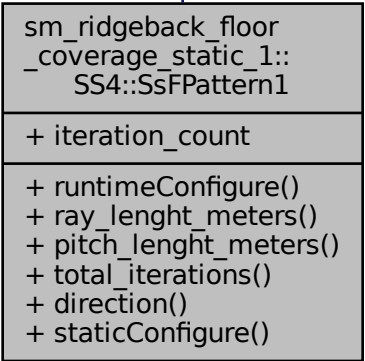 sm_ridgeback_floor
_coverage_static_1::
SS4::SsFPattern1
+ iteration_count
+ runtimeConfigure()
+ ray_lenght_meters()
+ pitch_lenght_meters()
+ total_iterations()
+ direction()
+ staticConfigure()